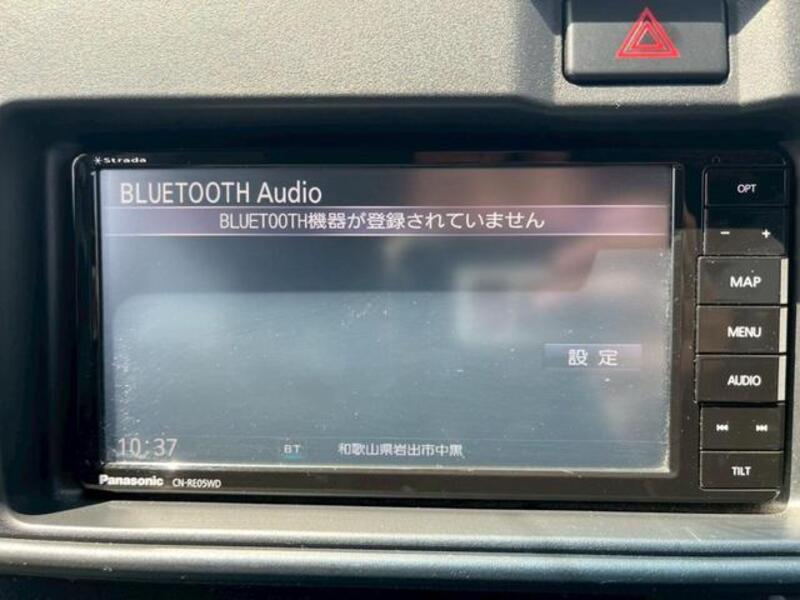 Strada
BLUETOOTH Audio
BLUETOOTH機器が登録されていません
設定
10:37
BT
和歌山県岩出市中黒
Panasonic CN-RE05WD
OPT
− +
MAP
MENU
AUDIO
TILT